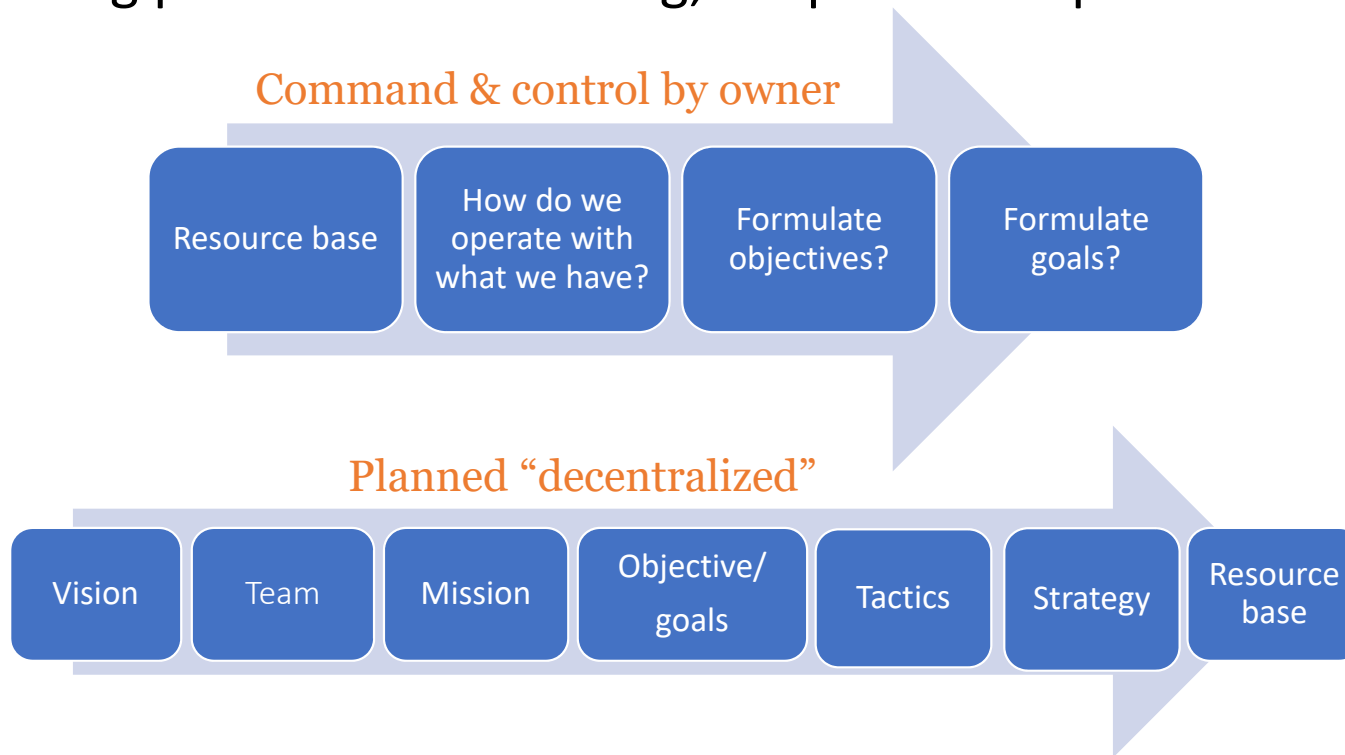 Command & control by owner
Resource base
How do we
operate with
what we have?
Formulate
objectives?
Formulate
goals?
Planned “decentralized”
Vision
Team
Mission
Objective/
goals
Tactics
Strategy
Resource
base